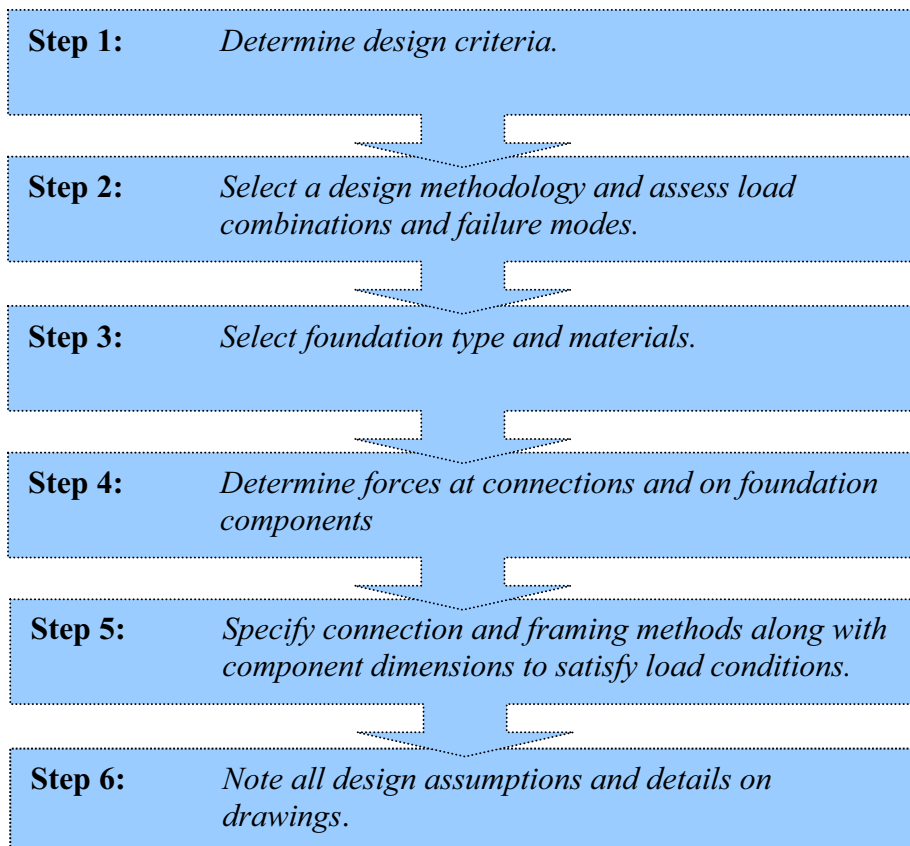 Step 1: Determine design criteria.
Step 2: Select a design methodology and assess load
combinations and failure modes.
Step 3: Select foundation type and materials.
Step 4: Determine forces at connections and on foundation
components
Step 5: Specify connection and framing methods along with
component dimensions to satisfy load conditions.
Step 6: Note all design assumptions and details on
drawings.